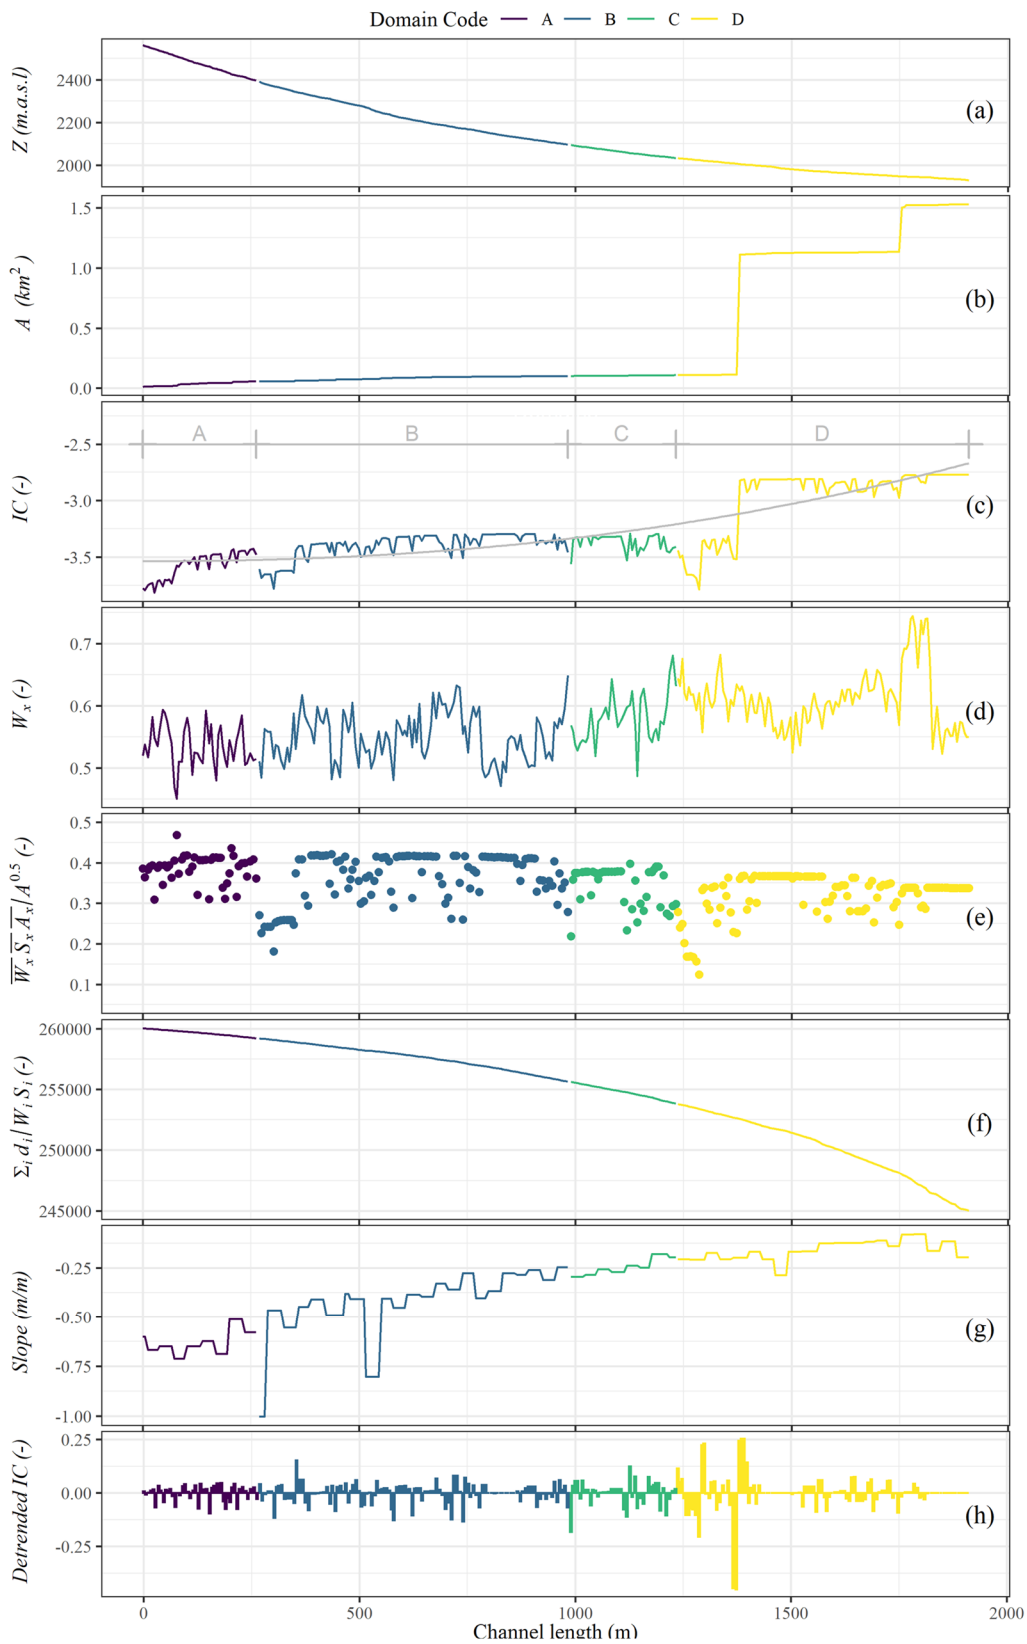 Domain Code A B C D
Z (m.a.s.l)
2400
2200
2000
(a)
A (km²)
1.5
1.0
0.5
0.0
(b)
IC (-)
-2.5
-3.0
-3.5
A B C D
(c)
Wₓ (-)
0.7
0.6
0.5
(d)
W̅ₓ S̅ₓ A̅ₓ/A^0.5 (-)
0.5
0.4
0.3
0.2
0.1
(e)
Σᵢ dᵢ/Wᵢ Sᵢ (-)
260000
255000
250000
245000
(f)
Slope (m/m)
-0.25
-0.50
-0.75
-1.00
(g)
Detrended IC (-)
0.25
0.00
-0.25
(h)
0 500 1000 1500 2000
Channel length (m)